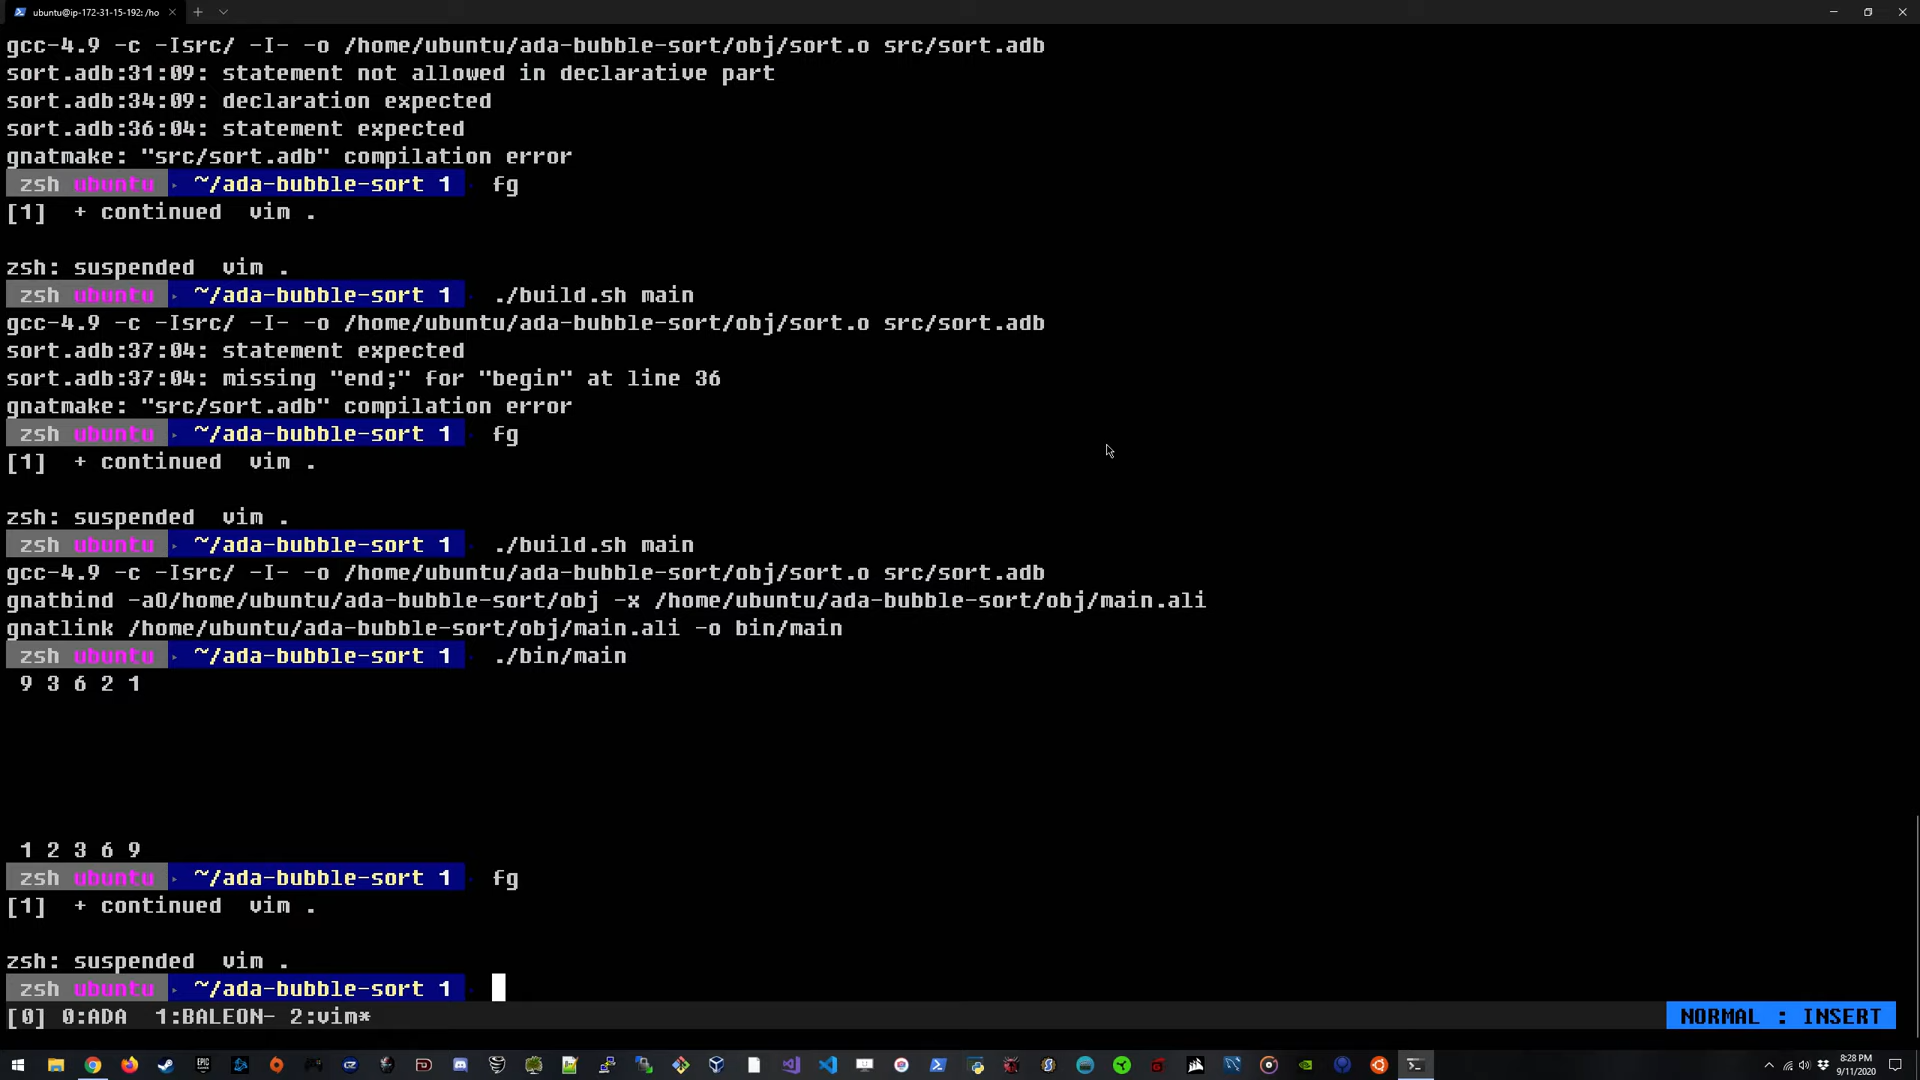 ubuntu@ip-172-31-15-192: /ho
gcc-4.9 -c -Isrc/ -I- -o /home/ubuntu/ada-bubble-sort/obj/sort.o src/sort.adb
sort.adb:31:09: statement not allowed in declarative part
sort.adb:34:09: declaration expected
sort.adb:36:04: statement expected
gnatmake: "src/sort.adb" compilation error
zsh ubuntu ~/ada-bubble-sort 1 fg
[1]  + continued  vim .
zsh: suspended  vim .
zsh ubuntu ~/ada-bubble-sort 1 ./build.sh main
gcc-4.9 -c -Isrc/ -I- -o /home/ubuntu/ada-bubble-sort/obj/sort.o src/sort.adb
sort.adb:37:04: statement expected
sort.adb:37:04: missing "end;" for "begin" at line 36
gnatmake: "src/sort.adb" compilation error
zsh ubuntu ~/ada-bubble-sort 1 fg
[1]  + continued  vim .
zsh: suspended  vim .
zsh ubuntu ~/ada-bubble-sort 1 ./build.sh main
gcc-4.9 -c -Isrc/ -I- -o /home/ubuntu/ada-bubble-sort/obj/sort.o src/sort.adb
gnatbind -aO/home/ubuntu/ada-bubble-sort/obj -x /home/ubuntu/ada-bubble-sort/obj/main.ali
gnatlink /home/ubuntu/ada-bubble-sort/obj/main.ali -o bin/main
zsh ubuntu ~/ada-bubble-sort 1 ./bin/main
9 3 6 2 1
1 2 3 6 9
zsh ubuntu ~/ada-bubble-sort 1 fg
[1]  + continued  vim .
zsh: suspended  vim .
zsh ubuntu ~/ada-bubble-sort 1
[0] 0:ADA  1:BALEON- 2:vim* NORMAL : INSERT
8:28 PM
9/11/2020